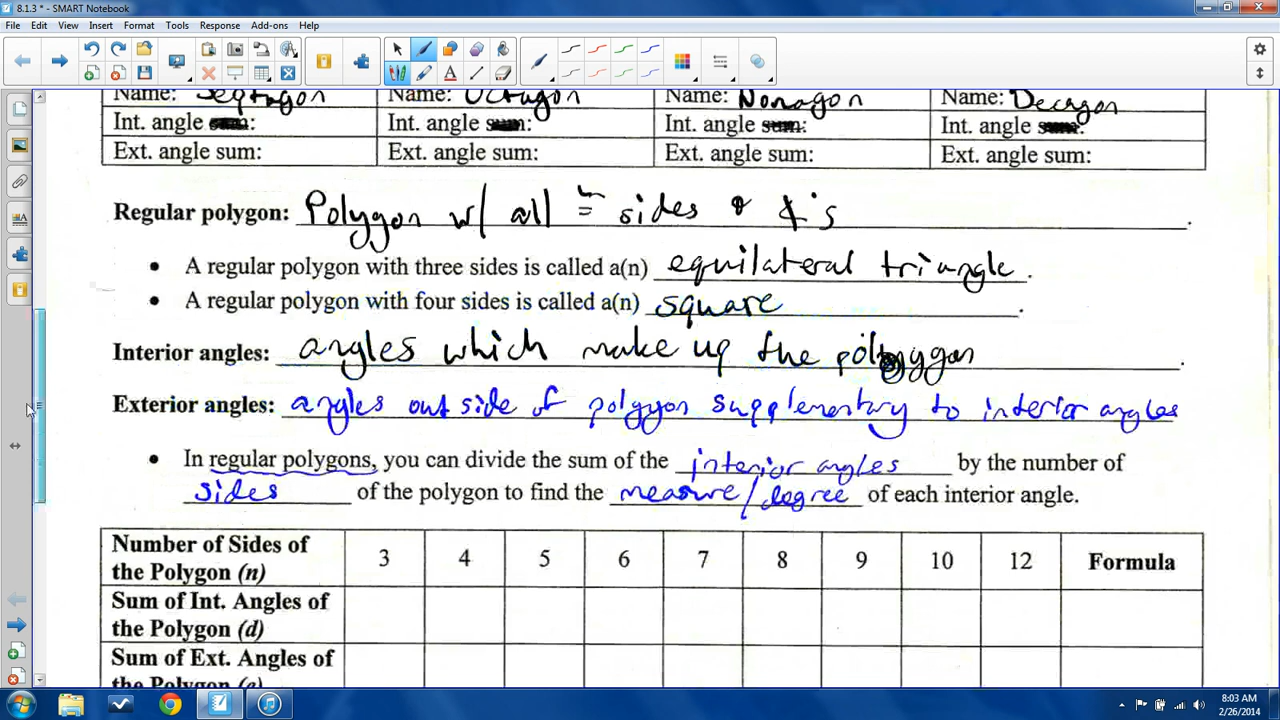 8.1.3 * - SMART Notebook
File Edit View Insert Format Tools Response Add-ons Help
Name: Septagon Name: Octagon Name: Nonagon Name: Decagon
Int. angle sum: Int. angle sum: Int. angle sum: Int. angle sum:
Ext. angle sum: Ext. angle sum: Ext. angle sum: Ext. angle sum:
Regular polygon: Polygon w/ all ≅ sides & ∡'s.
• A regular polygon with three sides is called a(n) equilateral triangle.
• A regular polygon with four sides is called a(n) square.
Interior angles: angles which make up the polygon.
Exterior angles: angles outside of polygon supplementary to interior angles
• In regular polygons, you can divide the sum of the interior angles by the number of
sides of the polygon to find the measure/degree of each interior angle.
Number of Sides of the Polygon (n) 3 4 5 6 7 8 9 10 12 Formula
Sum of Int. Angles of
the Polygon (d)
Sum of Ext. Angles of
the Polygon (e)
8:03 AM
2/26/2014